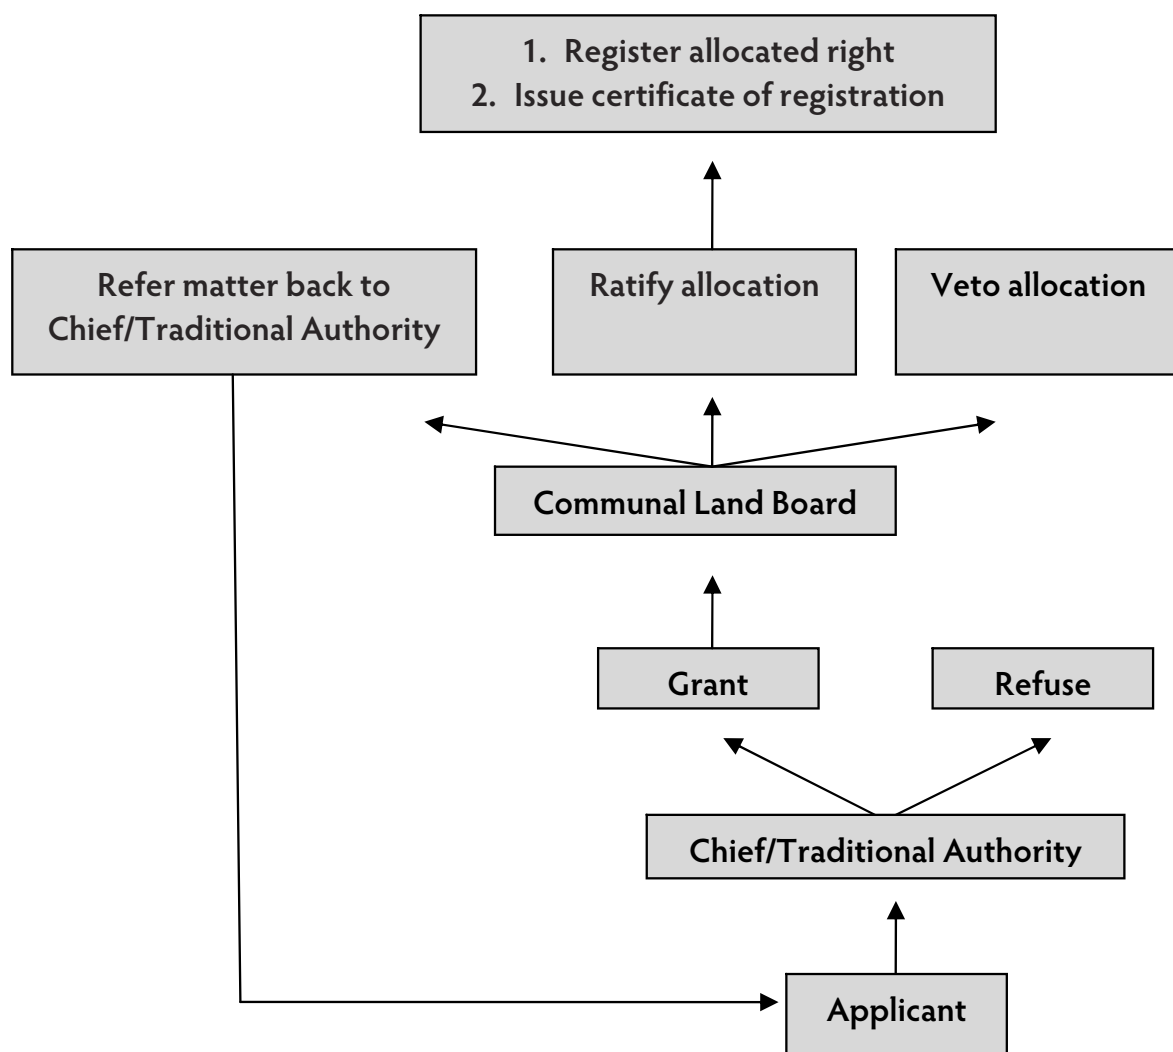 1. Register allocated right
2. Issue certificate of registration
Refer matter back to
Chief/Traditional Authority
Ratify allocation
Veto allocation
Communal Land Board
Grant
Refuse
Chief/Traditional Authority
Applicant